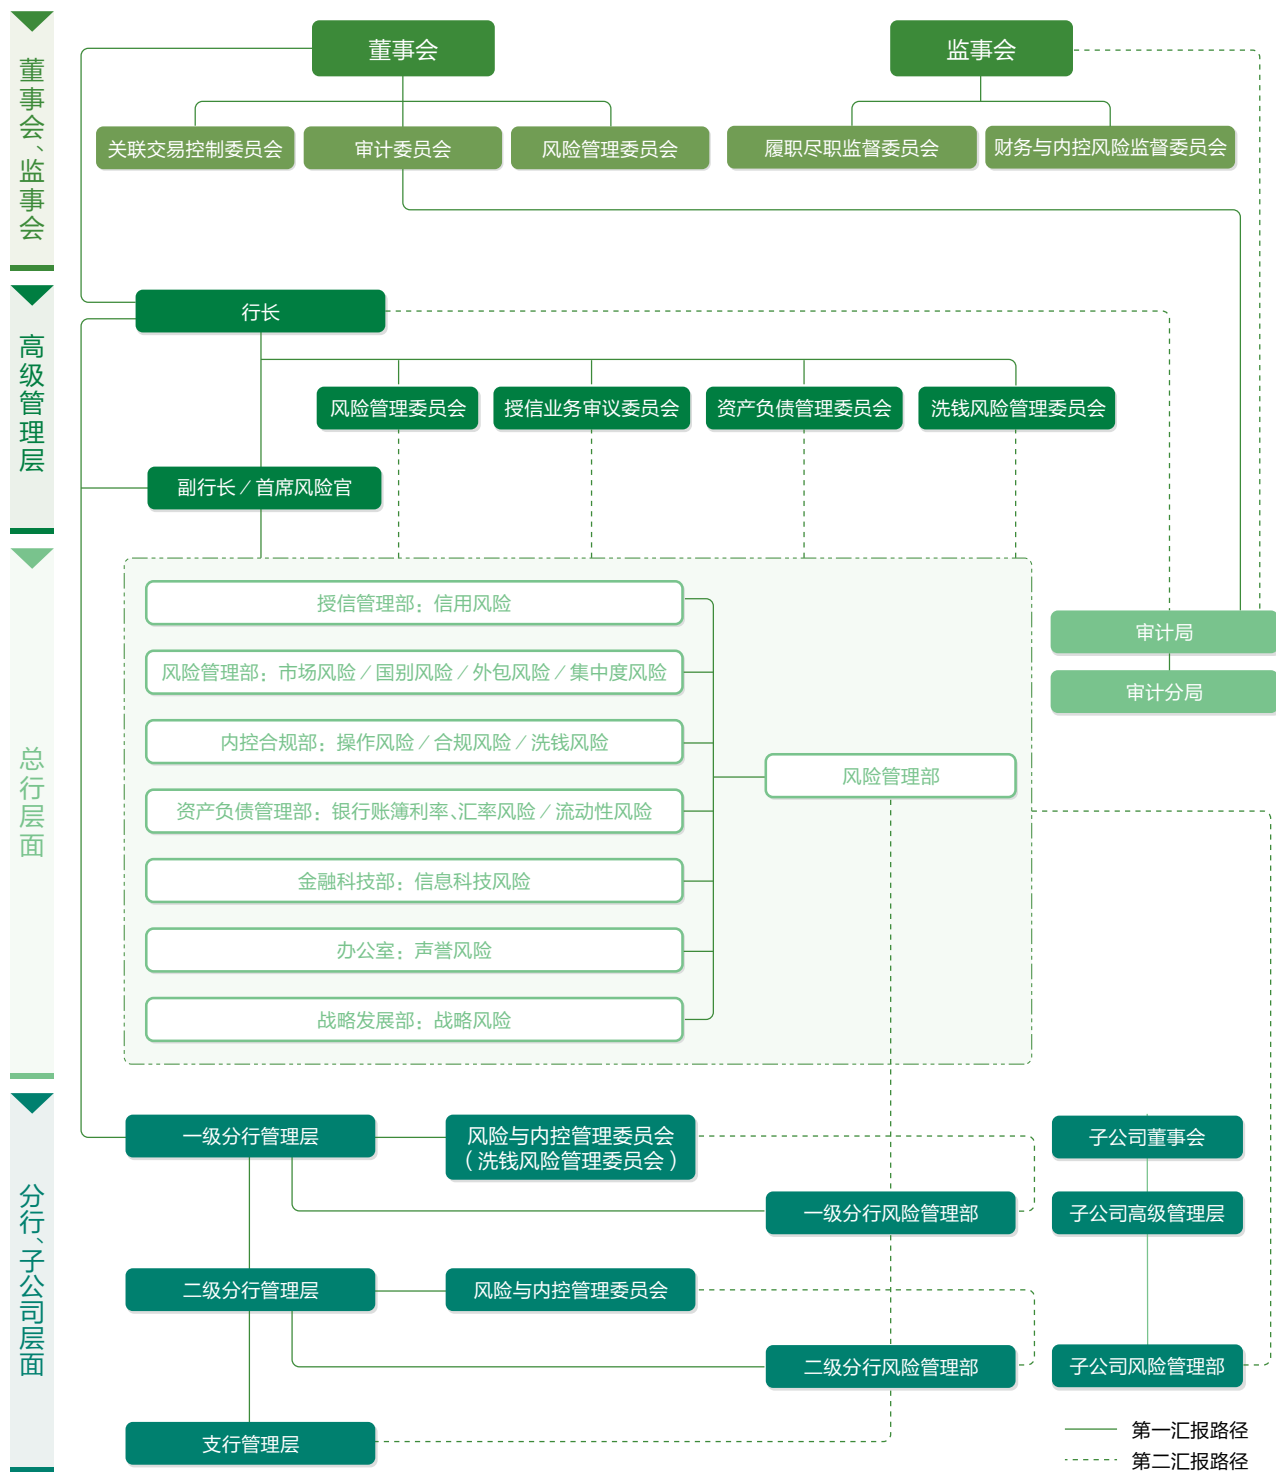 董事会、监事会
董事会
监事会
关联交易控制委员会
审计委员会
风险管理委员会
履职尽职监督委员会
财务与内控风险监督委员会
高级管理层
行长
风险管理委员会
授信业务审议委员会
资产负债管理委员会
洗钱风险管理委员会
副行长／首席风险官
总行层面
授信管理部：信用风险
风险管理部：市场风险／国别风险／外包风险／集中度风险
内控合规部：操作风险／合规风险／洗钱风险
资产负债管理部：银行账簿利率、汇率风险／流动性风险
金融科技部：信息科技风险
办公室：声誉风险
战略发展部：战略风险
风险管理部
审计局
审计分局
分行、子公司层面
一级分行管理层
风险与内控管理委员会
（洗钱风险管理委员会）
子公司董事会
一级分行风险管理部
子公司高级管理层
二级分行管理层
风险与内控管理委员会
二级分行风险管理部
子公司风险管理部
支行管理层
第一汇报路径
第二汇报路径